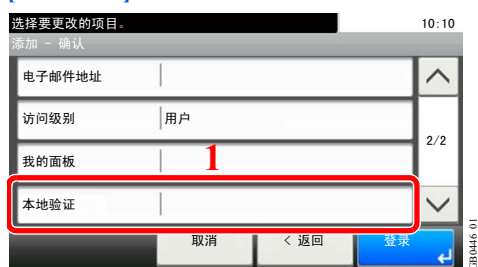 选择要更改的项目。 10:10
添加 - 确认
电子邮件地址
访问级别 用户
2/2
我的面板 1
本地验证
取消 < 返回 登录
GB0446_01